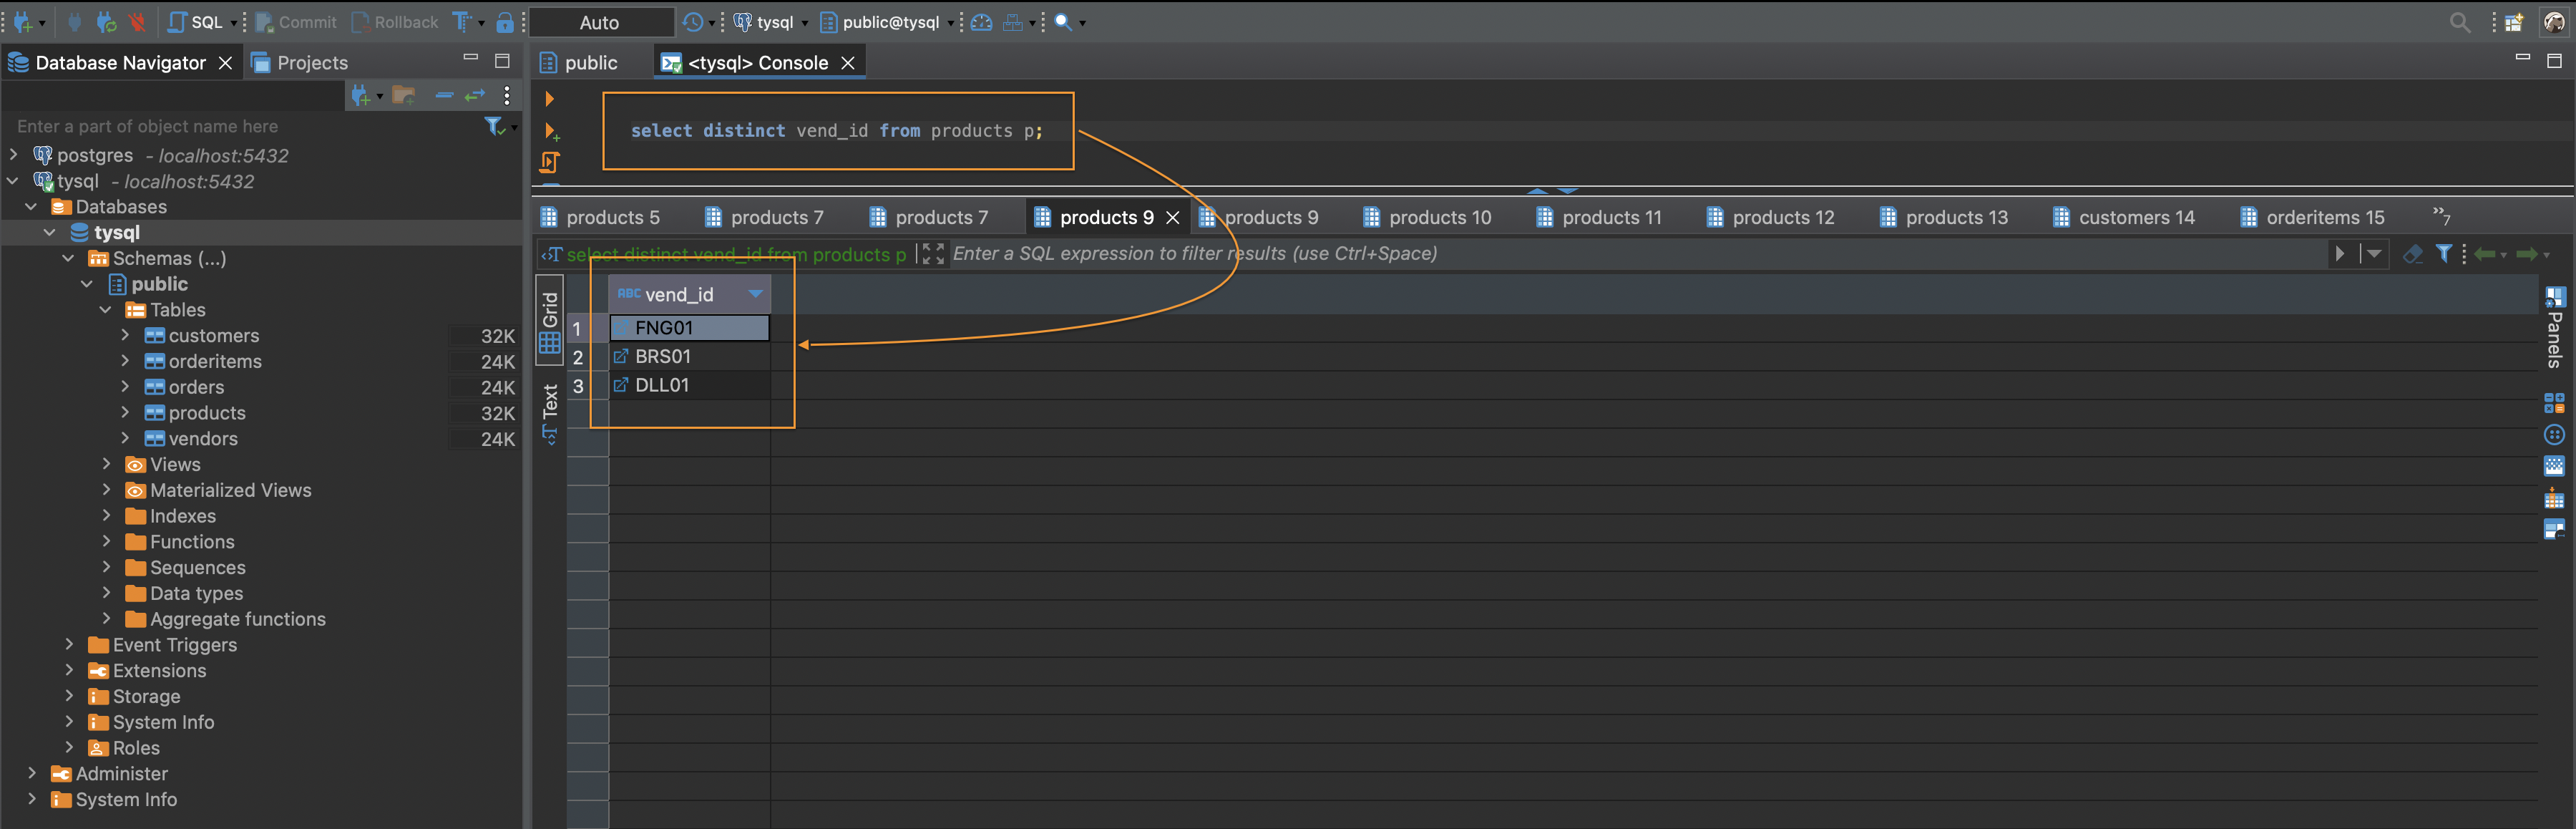 SQL Commit Rollback T Auto tysql public@tysql
Database Navigator Projects
public <tysql> Console
Enter a part of object name here
postgres - localhost:5432
tysql - localhost:5432
Databases
tysql
Schemas (...)
public
Tables
customers 32K
orderitems 24K
orders 24K
products 32K
vendors 24K
Views
Materialized Views
Indexes
Functions
Sequences
Data types
Aggregate functions
Event Triggers
Extensions
Storage
System Info
Roles
Administer
System Info
select distinct vend_id from products p;
products 5 products 7 products 7 products 9 products 9 products 10 products 11 products 12 products 13 customers 14 orderitems 15 »7
select distinct vend_id from products p Enter a SQL expression to filter results (use Ctrl+Space)
Grid
Text
ABC vend_id
1 FNG01
2 BRS01
3 DLL01
Panels